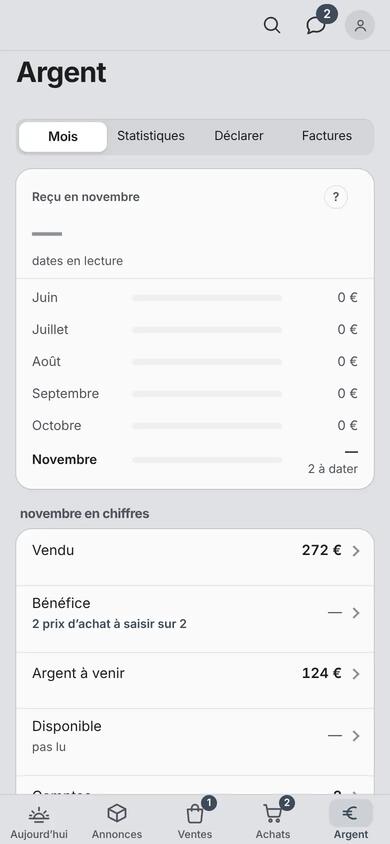 2
Argent
Mois
Statistiques
Déclarer
Factures
Reçu en novembre
?
—
dates en lecture
Juin 0 €
Juillet 0 €
Août 0 €
Septembre 0 €
Octobre 0 €
Novembre —
2 à dater
novembre en chiffres
Vendu 272 €
Bénéfice —
2 prix d’achat à saisir sur 2
Argent à venir 124 €
Disponible —
pas lu
1
2
Aujourd’hui
Annonces
Ventes
Achats
Argent